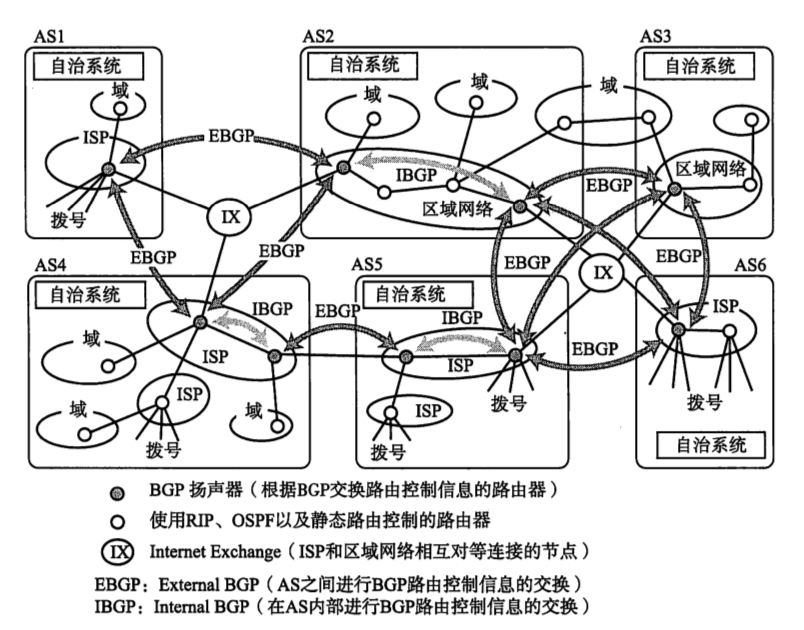 AS1
AS2
AS3
自治系统
自治系统
自治系统
域
域
域
域
ISP
EBGP
IBGP
EBGP
区域网络
区域网络
拨号
IX
EBGP
EBGP
EBGP
IX
EBGP
AS4
AS5
AS6
自治系统
自治系统
IBGP
EBGP
IBGP
ISP
域
ISP
ISP
EBGP
ISP
域
域
ISP
拨号
拨号
拨号
拨号
自治系统
BGP 扬声器（根据BGP交换路由控制信息的路由器）
使用RIP、OSPF以及静态路由控制的路由器
IX Internet Exchange（ISP和区域网络相互对等连接的节点）
EBGP：External BGP（AS之间进行BGP路由控制信息的交换）
IBGP：Internal BGP（在AS内部进行BGP路由控制信息的交换）